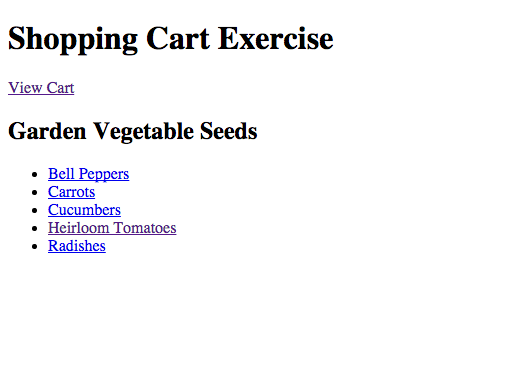 Shopping Cart Exercise
View Cart
Garden Vegetable Seeds
Bell Peppers
Carrots
Cucumbers
Heirloom Tomatoes
Radishes